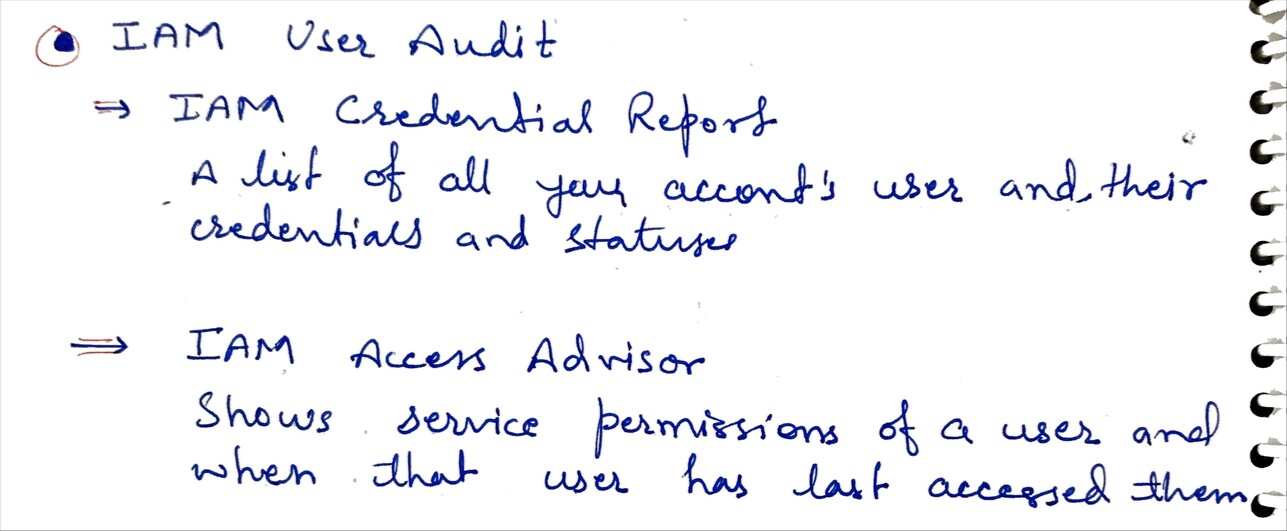 IAM User Audit
⇒ IAM Credential Report
A list of all your accont's user and, their
credentials and statuses
⇒ IAM Access Advisor
Shows service permissions of a user and
when that user has last accessed them